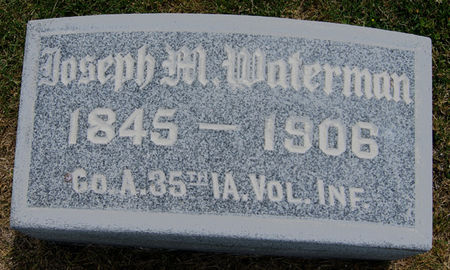 Joseph M. Waterman
1845 — 1906
Co. A. 35TH IA. VOL. INF.